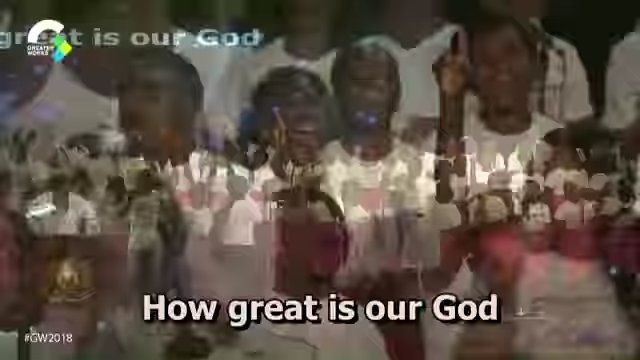 great is our God
GREATER
WORKS
How great is our God
#GW2018